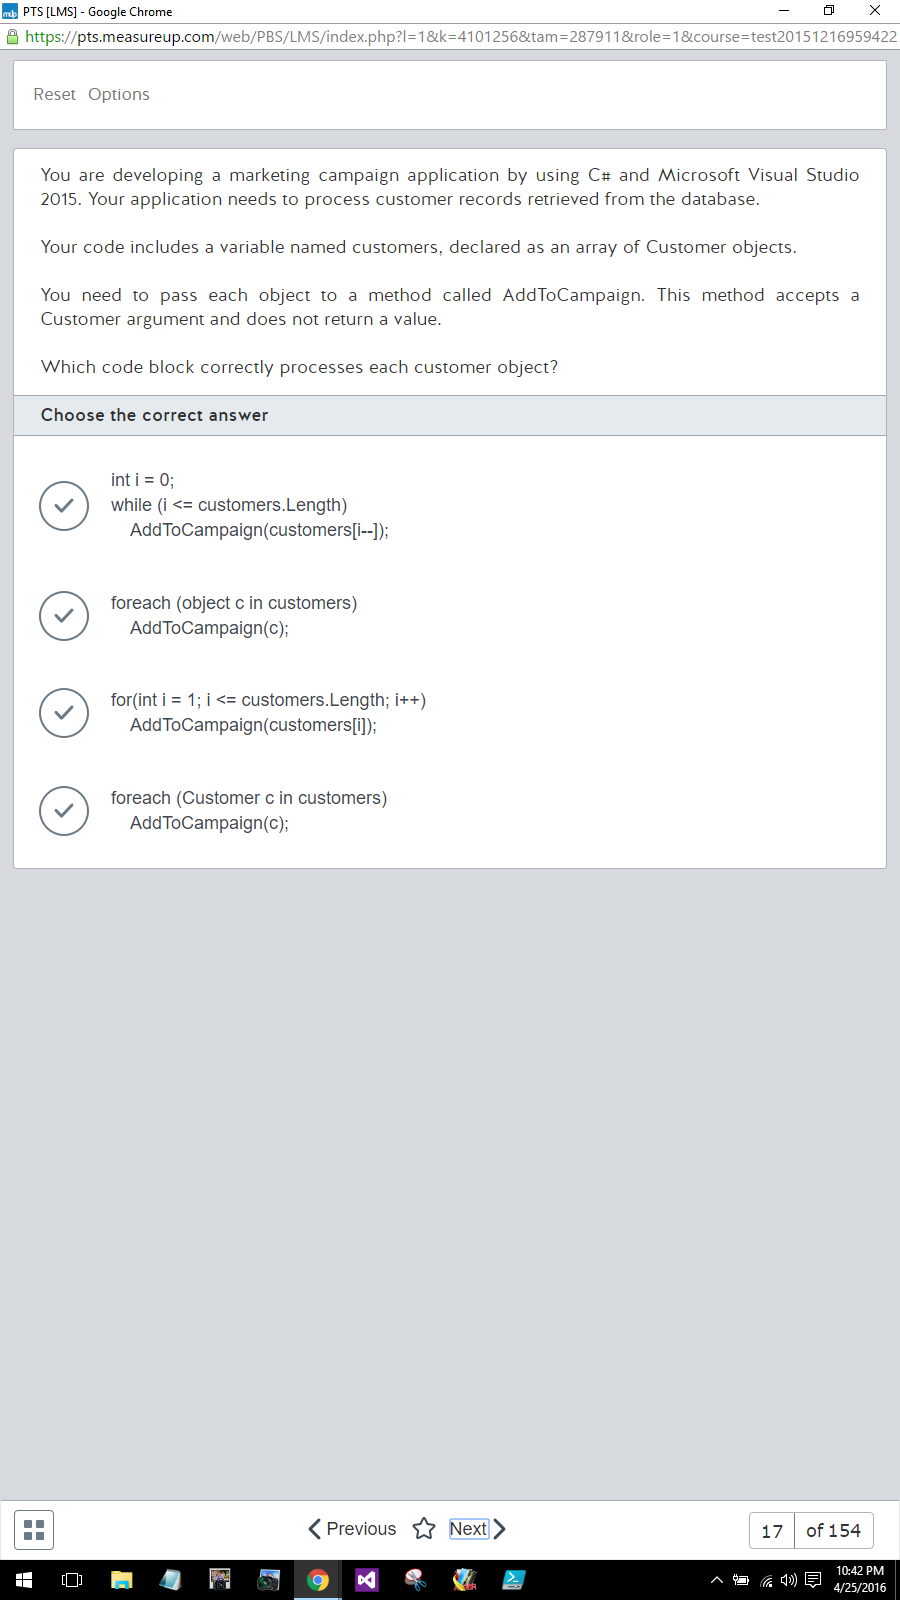 PTS [LMS] - Google Chrome
https://pts.measureup.com/web/PBS/LMS/index.php?l=1&k=4101256&tam=287911&role=1&course=test20151216959422
Reset Options
You are developing a marketing campaign application by using C# and Microsoft Visual Studio
2015. Your application needs to process customer records retrieved from the database.
Your code includes a variable named customers, declared as an array of Customer objects.
You need to pass each object to a method called AddToCampaign. This method accepts a
Customer argument and does not return a value.
Which code block correctly processes each customer object?
Choose the correct answer
int i = 0;
while (i <= customers.Length)
AddToCampaign(customers[i--]);
foreach (object c in customers)
AddToCampaign(c);
for(int i = 1; i <= customers.Length; i++)
AddToCampaign(customers[i]);
foreach (Customer c in customers)
AddToCampaign(c);
Previous Next
17 of 154
10:42 PM
4/25/2016